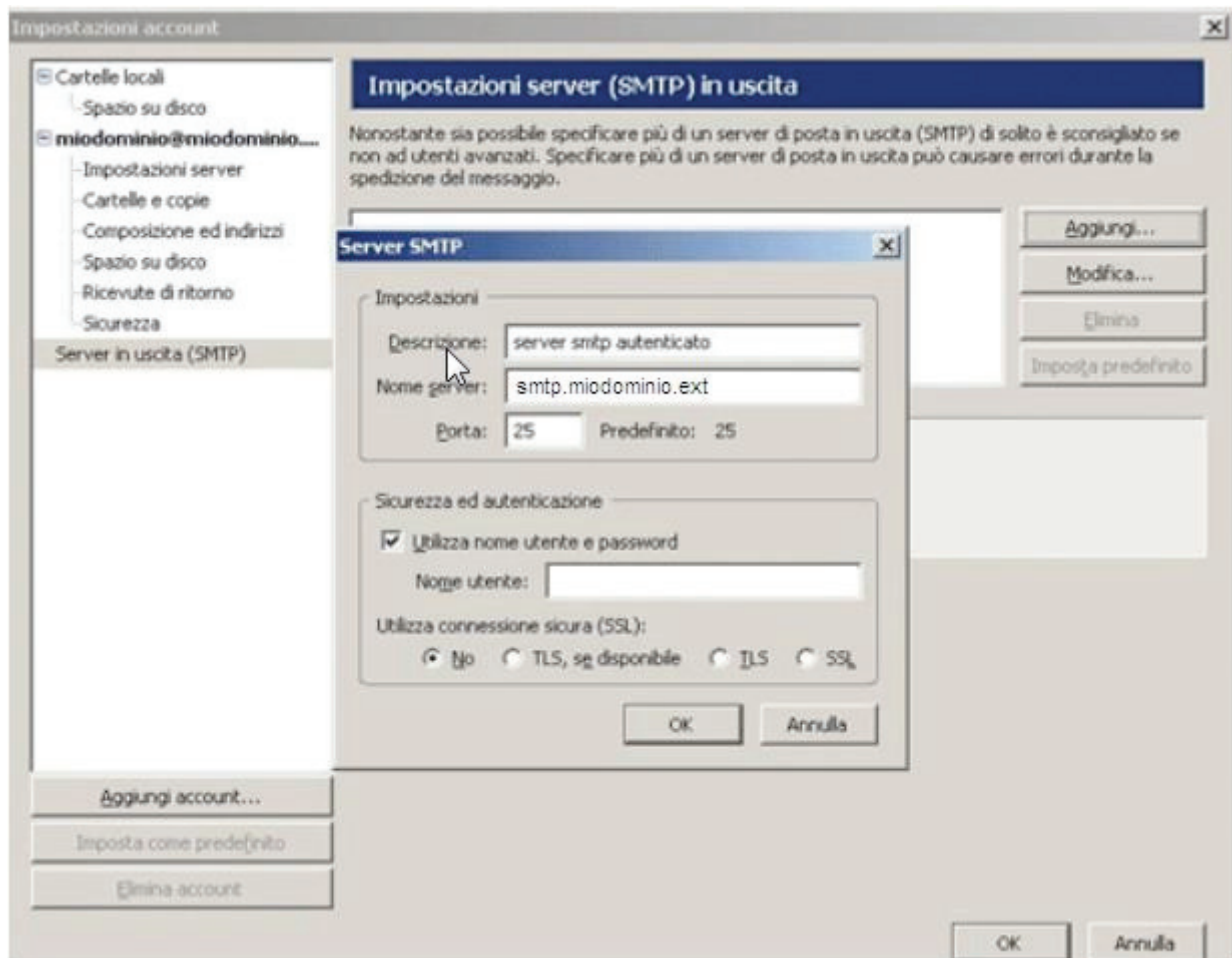 Impostazioni account
Cartelle locali
Spazio su disco
miodominio@miodominio....
Impostazioni server
Cartelle e copie
Composizione ed indirizzi
Spazio su disco
Ricevute di ritorno
Sicurezza
Server in uscita (SMTP)
Aggiungi account...
Imposta come predefinito
Elimina account
Impostazioni server (SMTP) in uscita
Nonostante sia possibile specificare più di un server di posta in uscita (SMTP) di solito è sconsigliato se
non ad utenti avanzati. Specificare più di un server di posta in uscita può causare errori durante la
spedizione del messaggio.
Aggiungi...
Modifica...
Elimina
Imposta predefinito
Server SMTP
Impostazioni
Descrizione: server smtp autenticato
Nome server: smtp.miodominio.ext
Porta: 25 Predefinito: 25
Sicurezza ed autenticazione
Utilizza nome utente e password
Nome utente:
Utilizza connessione sicura (SSL):
No TLS, se disponibile TLS SSL
OK Annulla
OK Annulla